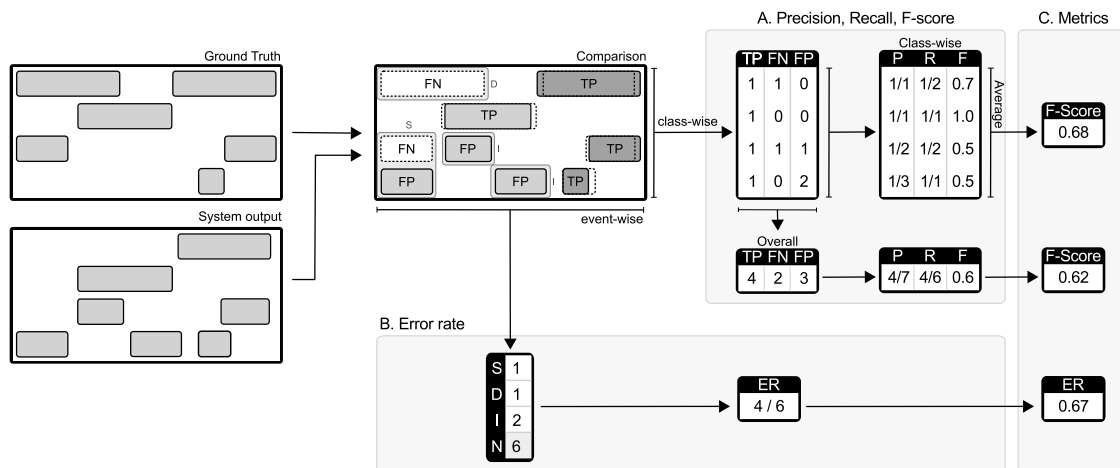 A. Precision, Recall, F-score
C. Metrics
Ground Truth
Comparison
Class-wise
TP FN FP
P R F
FN D TP
1 1 0
1/1 1/2 0.7
TP
1 0 0
1/1 1/1 1.0
class-wise
Average
F-Score
0.68
S
FN FP I TP
1 1 1
1/2 1/2 0.5
FP FP I TP
1 0 2
1/3 1/1 0.5
System output
event-wise
Overall
TP FN FP
4 2 3
P R F
4/7 4/6 0.6
F-Score
0.62
B. Error rate
S 1
D 1
I 2
N 6
ER
4 / 6
ER
0.67